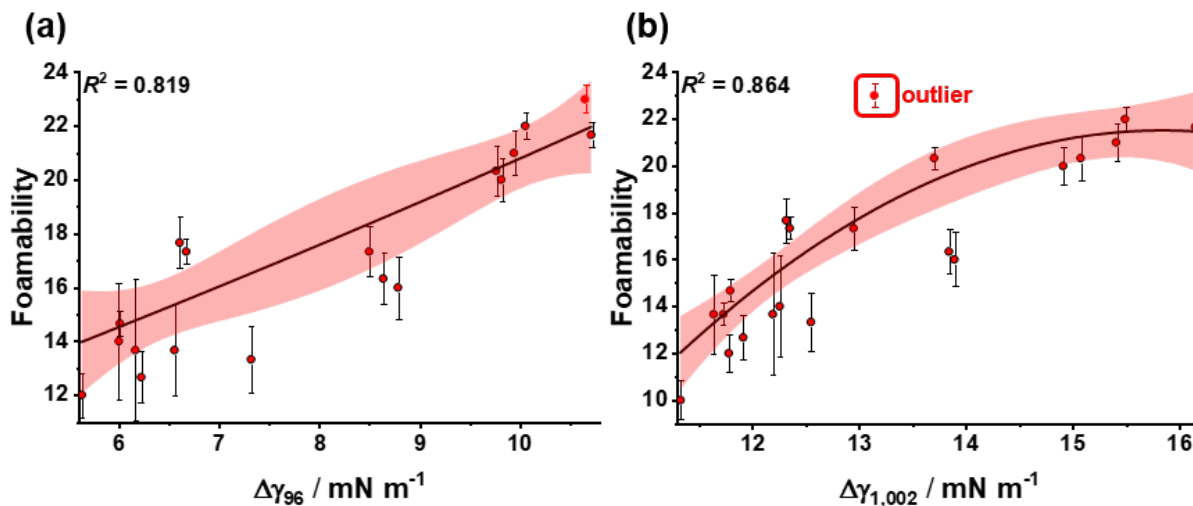 (a)
R² = 0.819
Foamability
24
22
20
18
16
14
12
6
7
8
9
10
Δγ96 / mN m⁻¹
(b)
R² = 0.864
outlier
Foamability
24
22
20
18
16
14
12
10
12
13
14
15
16
Δγ1,002 / mN m⁻¹